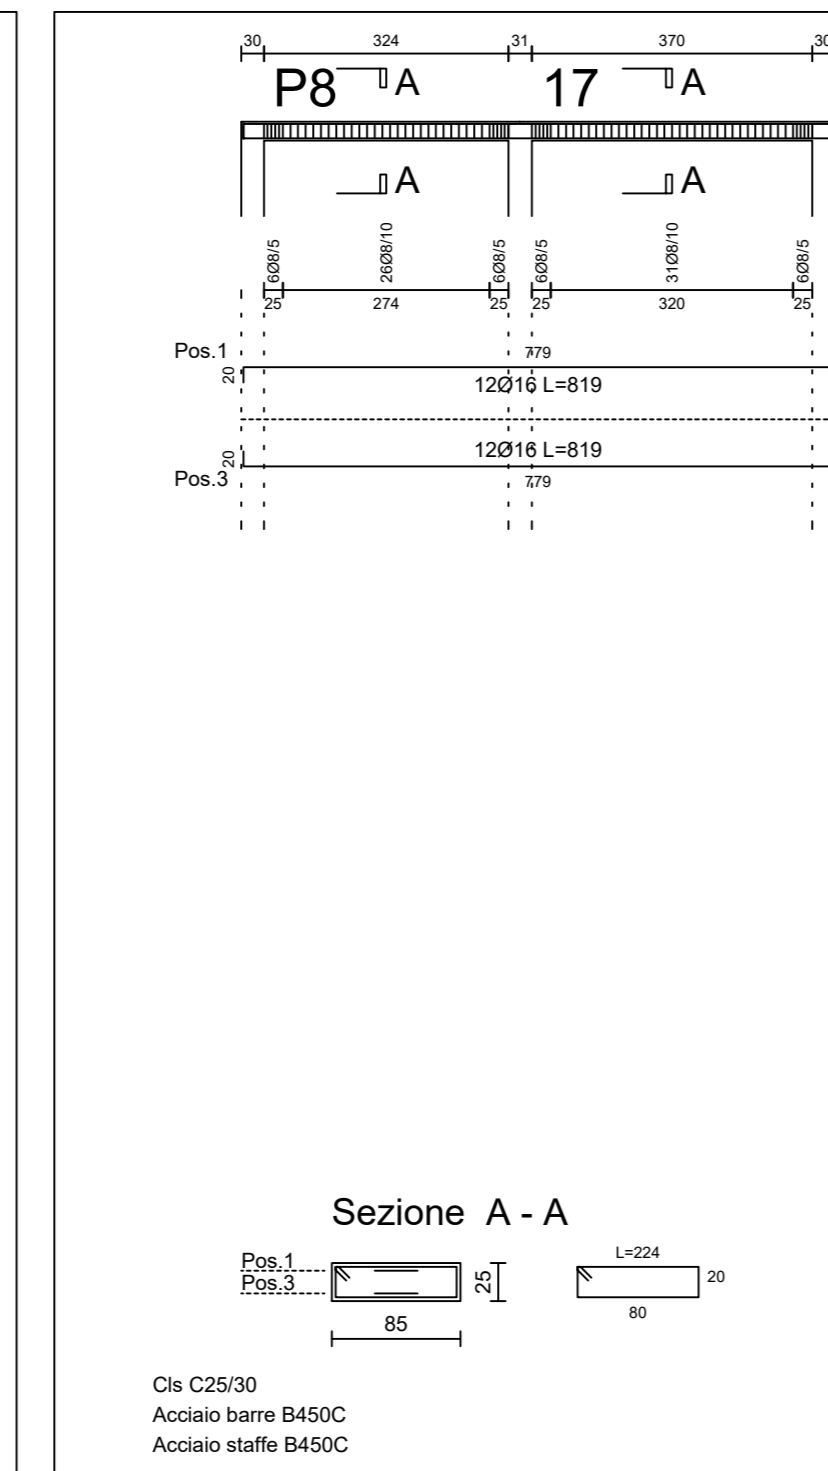 30 324 31 370 30
P8 A 17 A
A A
6Ø8/5 26Ø8/10 6Ø8/5 6Ø8/5 31Ø8/10 6Ø8/5
25 274 25 25 320 25
Pos.1 779
20 12Ø16 L=819
20 12Ø16 L=819
Pos.3 779
Sezione A - A
Pos.1
Pos.3
25
85
L=224
20
80
Cls C25/30
Acciaio barre B450C
Acciaio staffe B450C